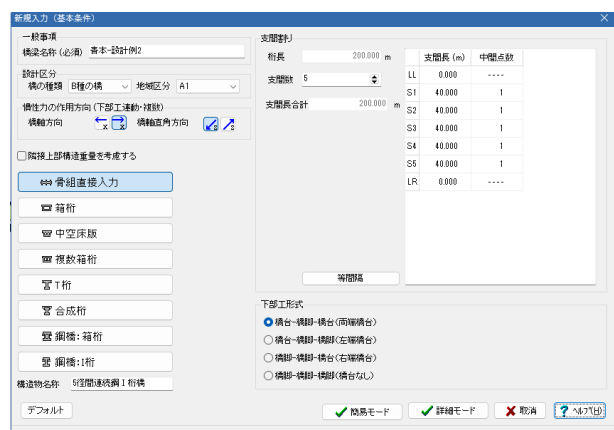 新規入力（基本条件）
一般事項
橋梁名称(必須) 書本-設計例2
設計区分
橋の種類 B種の橋 地域区分 A1
慣性力の作用方向(下部工連動・複数)
橋軸方向 x x 橋軸直角方向 z z
隣接上部構造重量を考慮する
骨組直接入力
箱桁
中空床版
複数箱桁
T桁
合成桁
鋼橋:箱桁
鋼橋:I桁
構造物名称 5径間連続鋼Ⅰ桁橋
支間割り
桁長 200.000 m
支間数 5
支間長合計 200.000 m
等間隔
支間長(m) 中間点数
LL 0.000 ----
S1 40.000 1
S2 40.000 1
S3 40.000 1
S4 40.000 1
S5 40.000 1
LR 0.000 ----
下部工形式
橋台-橋脚-橋台(両端橋台)
橋台-橋脚-橋脚(左端橋台)
橋脚-橋脚-橋台(右端橋台)
橋脚-橋脚-橋脚(橋台なし)
デフォルト 簡易モード 詳細モード 取消 ヘルプ(H)